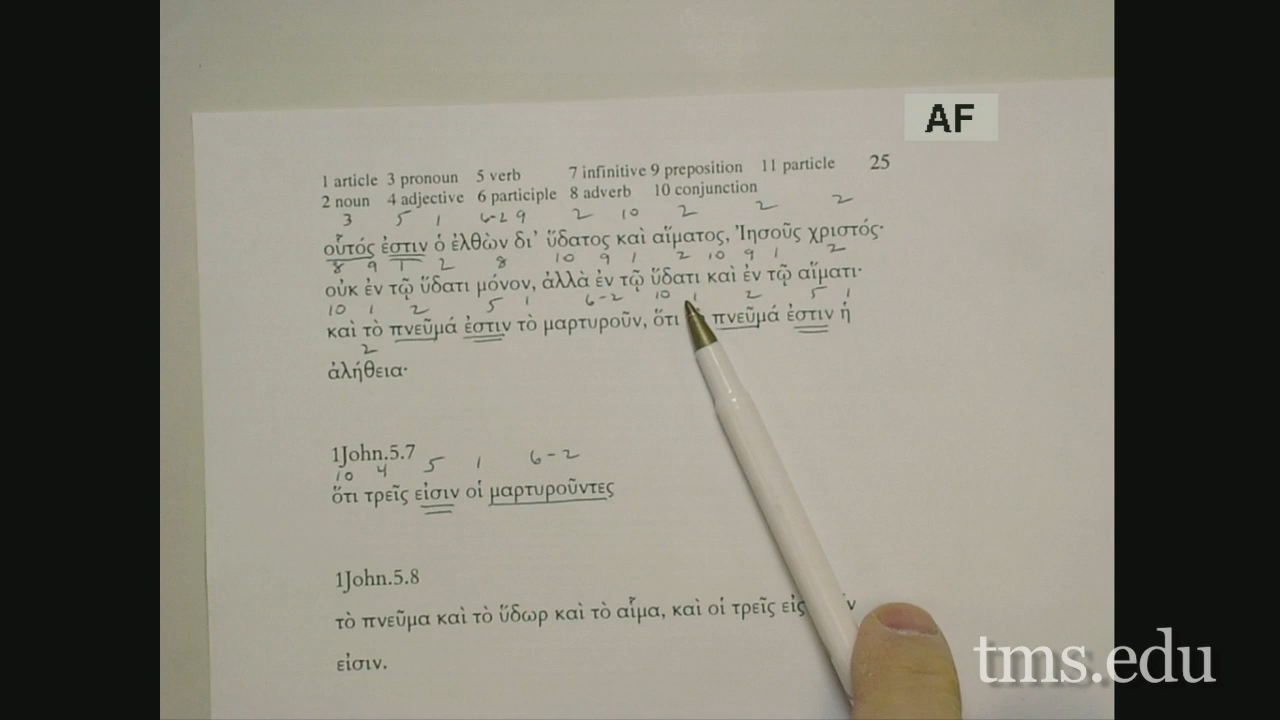 AF
1 article 3 pronoun 5 verb 7 infinitive 9 preposition 11 particle 25
2 noun 4 adjective 6 participle 8 adverb 10 conjunction
3 5 1 6-2 9 2 10 2 2 2
οὗτός ἐστιν ὁ ἐλθὼν δι’ ὕδατος καὶ αἵματος, Ἰησοῦς χριστός·
8 9 1 2 8 10 9 1 2 10 9 1 2
οὐκ ἐν τῷ ὕδατι μόνον, ἀλλὰ ἐν τῷ ὕδατι καὶ ἐν τῷ αἵματι·
10 1 2 5 1 6-2 10 1 2 5 1
καὶ τὸ πνεῦμά ἐστιν τὸ μαρτυροῦν, ὅτι πνεῦμά ἐστιν ἡ
2
ἀλήθεια·
1John.5.7
10 4 5 1 6-2
ὅτι τρεῖς εἰσιν οἱ μαρτυροῦντες
1John.5.8
τὸ πνεῦμα καὶ τὸ ὕδωρ καὶ τὸ αἷμα, καὶ οἱ τρεῖς
εἰσιν.
tms.edu